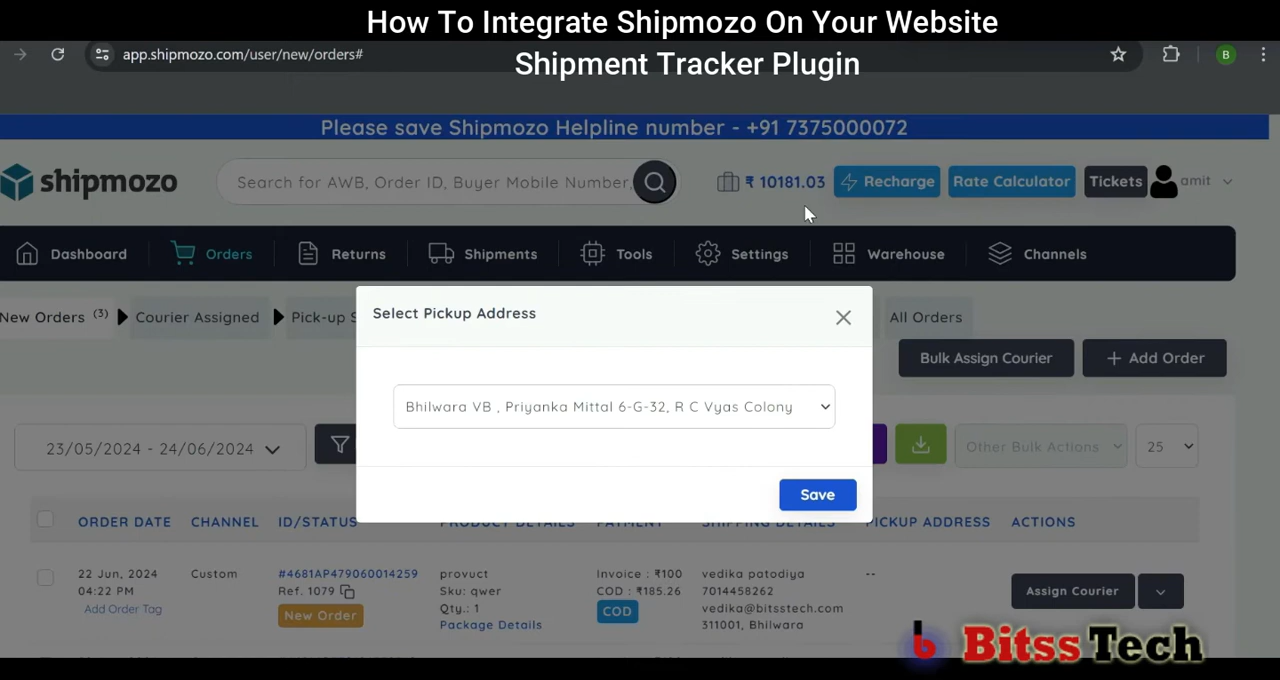 How To Integrate Shipmozo On Your Website
Shipment Tracker Plugin
app.shipmozo.com/user/new/orders#
B
Please save Shipmozo Helpline number - +91 7375000072
shipmozo
Search for AWB, Order ID, Buyer Mobile Number,
₹ 10181.03
Recharge
Rate Calculator
Tickets
amit
Dashboard
Orders
Returns
Shipments
Tools
Settings
Warehouse
Channels
New Orders (3)
Courier Assigned
Pick-up S
All Orders
Select Pickup Address
Bulk Assign Courier
+ Add Order
Bhilwara VB , Priyanka Mittal 6-G-32, R C Vyas Colony
23/05/2024 - 24/06/2024
Other Bulk Actions
25
Save
ORDER DATE CHANNEL ID/STATUS PRODUCT DETAILS PAYMENT SHIPPING DETAILS PICKUP ADDRESS ACTIONS
22 Jun, 2024
04:22 PM
Add Order Tag
Custom
#4681AP479060014259
Ref. 1079
New Order
provuct
Sku: qwer
Qty.: 1
Package Details
Invoice : ₹100
COD : ₹185.26
COD
vedika patodiya
7014458262
vedika@bitsstech.com
311001, Bhilwara
--
Assign Courier
b Bitss Tech